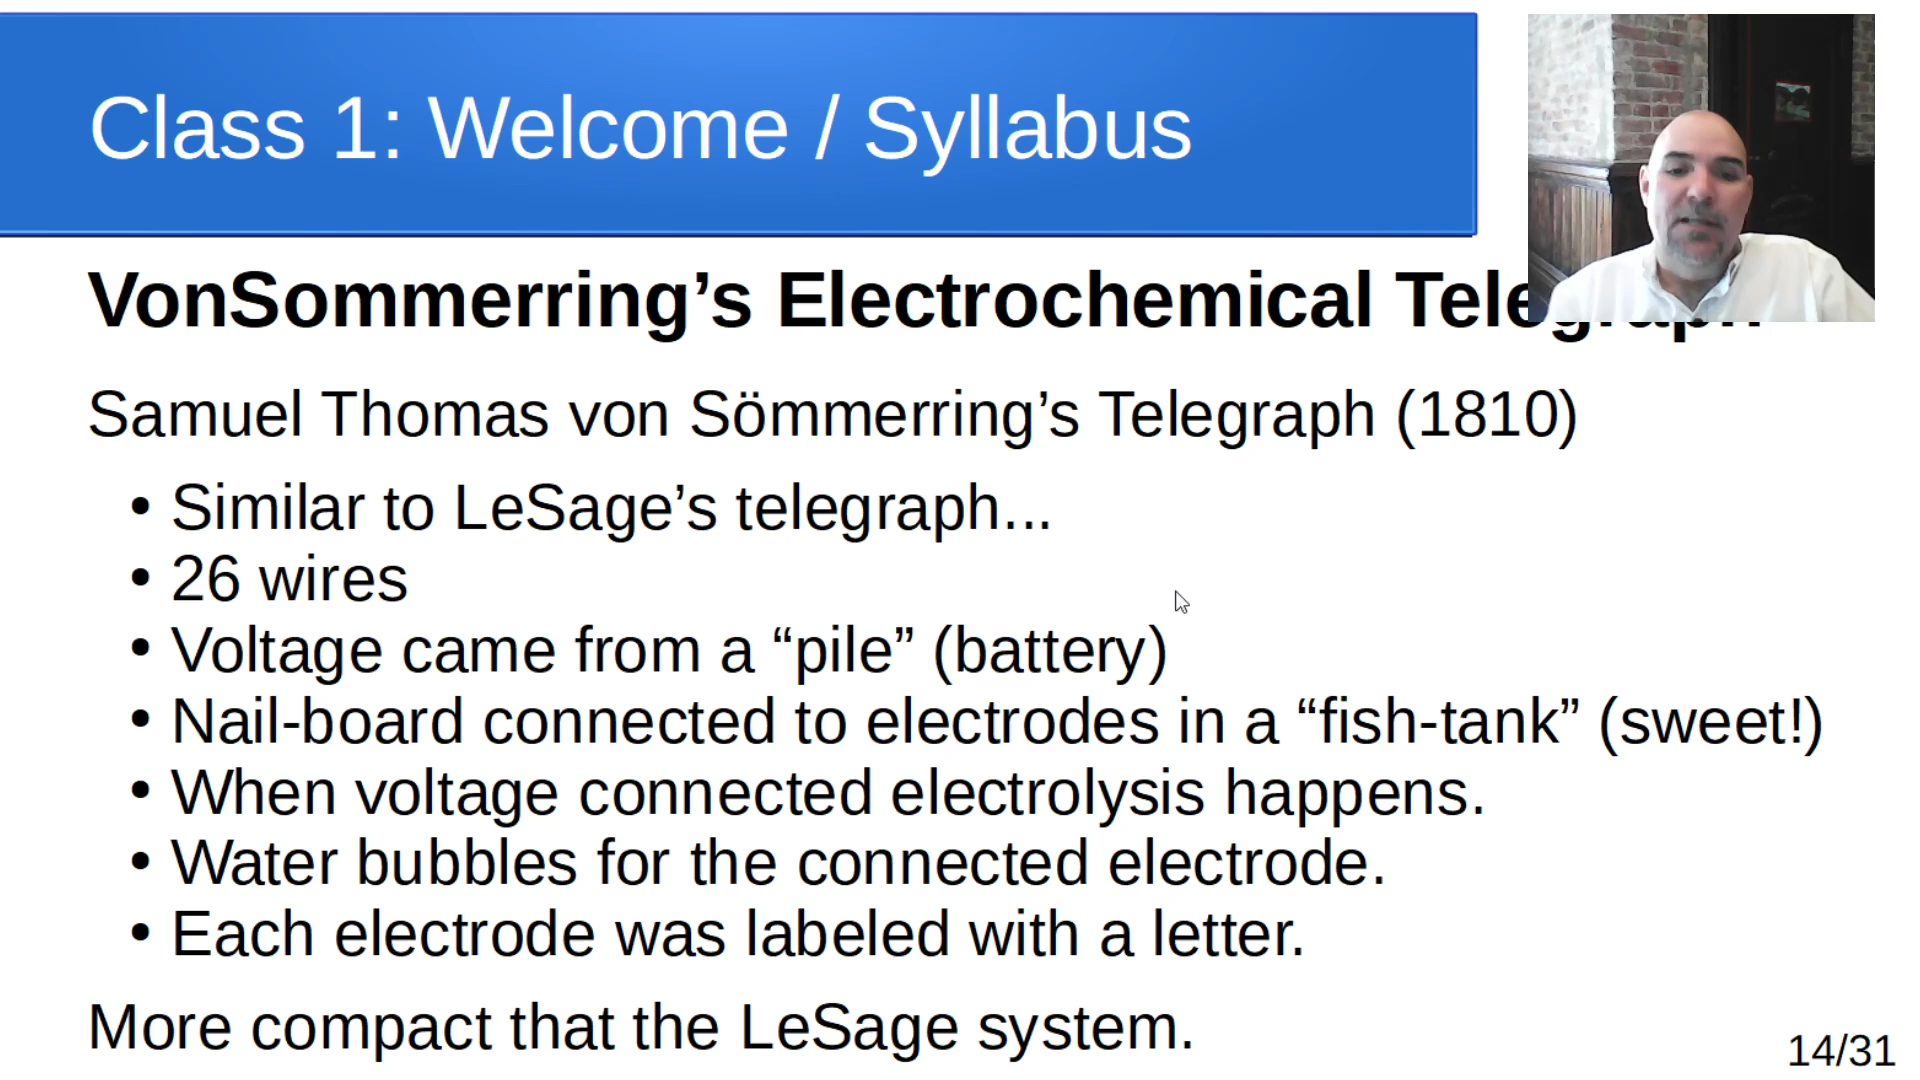 Class 1: Welcome / Syllabus
VonSommerring’s Electrochemical Telegraph
Samuel Thomas von Sömmerring’s Telegraph (1810)
• Similar to LeSage’s telegraph...
• 26 wires
• Voltage came from a “pile” (battery)
• Nail-board connected to electrodes in a “fish-tank” (sweet!)
• When voltage connected electrolysis happens.
• Water bubbles for the connected electrode.
• Each electrode was labeled with a letter.
More compact that the LeSage system.
14/31